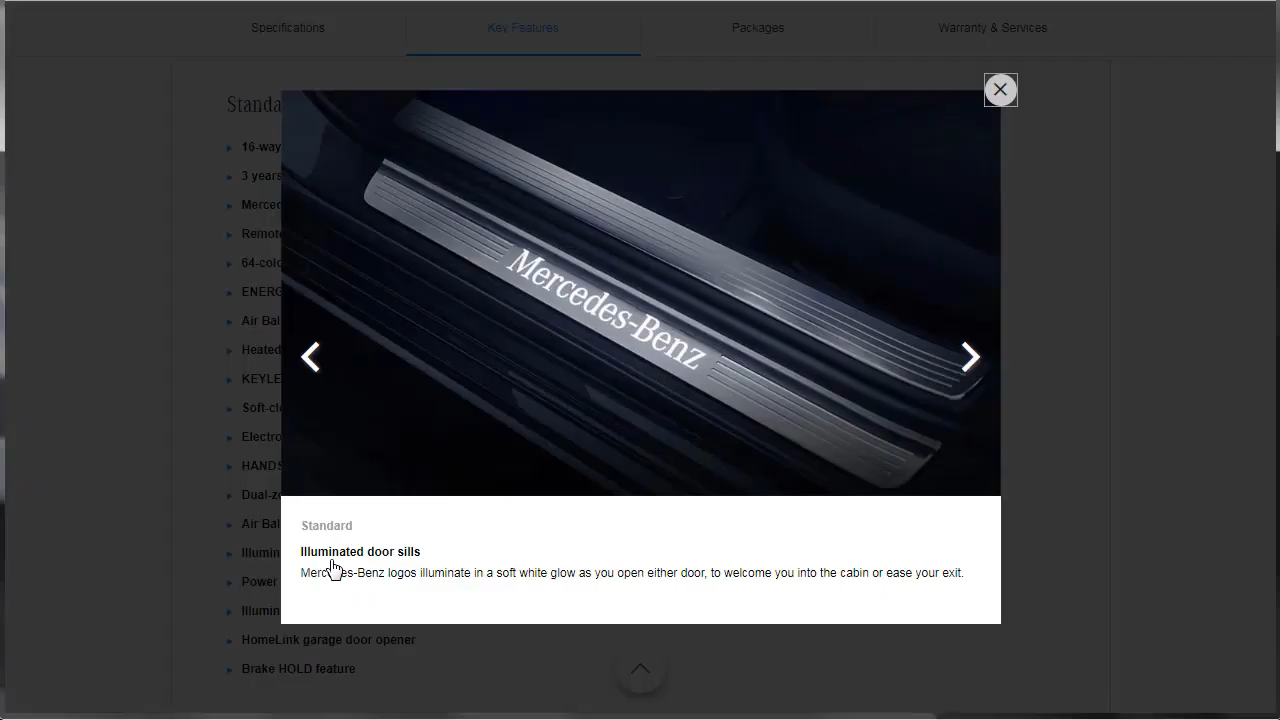 Specifications
Key Features
Packages
Warranty & Services
Standa
16-way
3 years
Merced
Remote
64-colo
ENERG
Air Bal
Heated
KEYLE
Soft-clo
Electro
HANDS
Dual-zo
Air Bal
Illumin
Power
Illumin
HomeLink garage door opener
Brake HOLD feature
Mercedes-Benz
Standard
Illuminated door sills
Mercedes-Benz logos illuminate in a soft white glow as you open either door, to welcome you into the cabin or ease your exit.